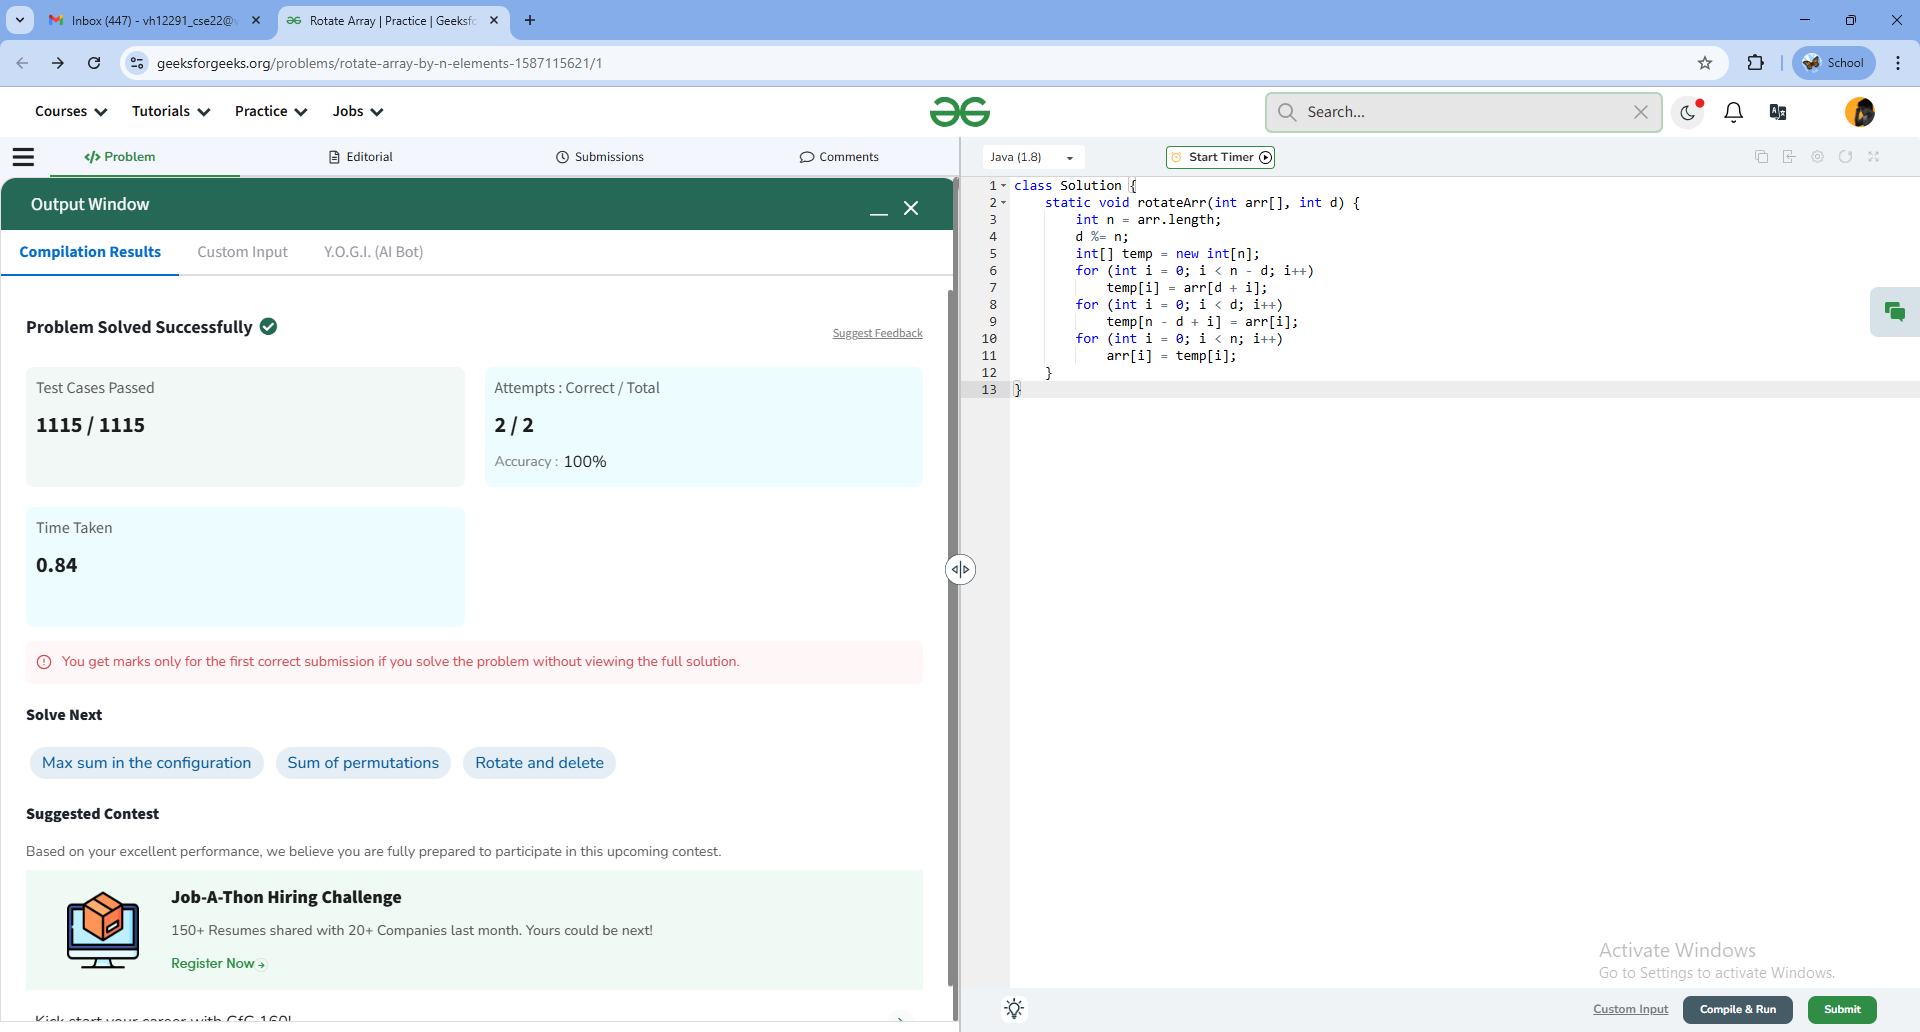 Inbox (447) - vh12291_cse22@
Rotate Array | Practice | Geeksfo
geeksforgeeks.org/problems/rotate-array-by-n-elements-1587115621/1
School
Courses
Tutorials
Practice
Jobs
Search...
Problem
Editorial
Submissions
Comments
Java (1.8)
Start Timer
Output Window
Compilation Results
Custom Input
Y.O.G.I. (AI Bot)
Problem Solved Successfully
Suggest Feedback
Test Cases Passed
1115 / 1115
Attempts : Correct / Total
2 / 2
Accuracy : 100%
Time Taken
0.84
You get marks only for the first correct submission if you solve the problem without viewing the full solution.
Solve Next
Max sum in the configuration
Sum of permutations
Rotate and delete
Suggested Contest
Based on your excellent performance, we believe you are fully prepared to participate in this upcoming contest.
Job-A-Thon Hiring Challenge
150+ Resumes shared with 20+ Companies last month. Yours could be next!
Register Now
Kick start your career with GfG 160!
1 class Solution {
2 static void rotateArr(int arr[], int d) {
3 int n = arr.length;
4 d %= n;
5 int[] temp = new int[n];
6 for (int i = 0; i < n - d; i++)
7 temp[i] = arr[d + i];
8 for (int i = 0; i < d; i++)
9 temp[n - d + i] = arr[i];
10 for (int i = 0; i < n; i++)
11 arr[i] = temp[i];
12 }
13 }
Activate Windows
Go to Settings to activate Windows.
Custom Input
Compile & Run
Submit